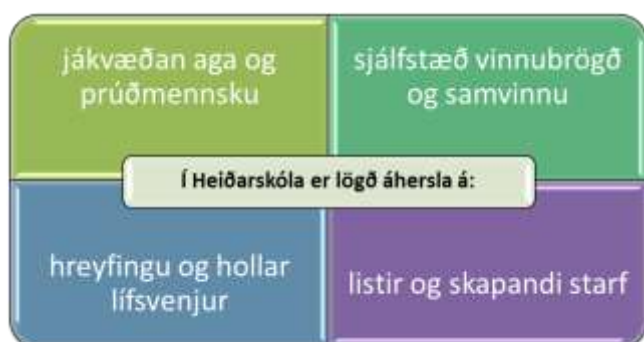 jákvæðan aga og
prúðmennsku
sjálfstæð vinnubrögð
og samvinnu
Í Heiðarskóla er lögð áhersla á:
hreyfingu og hollar
lífsvenjur
listir og skapandi starf